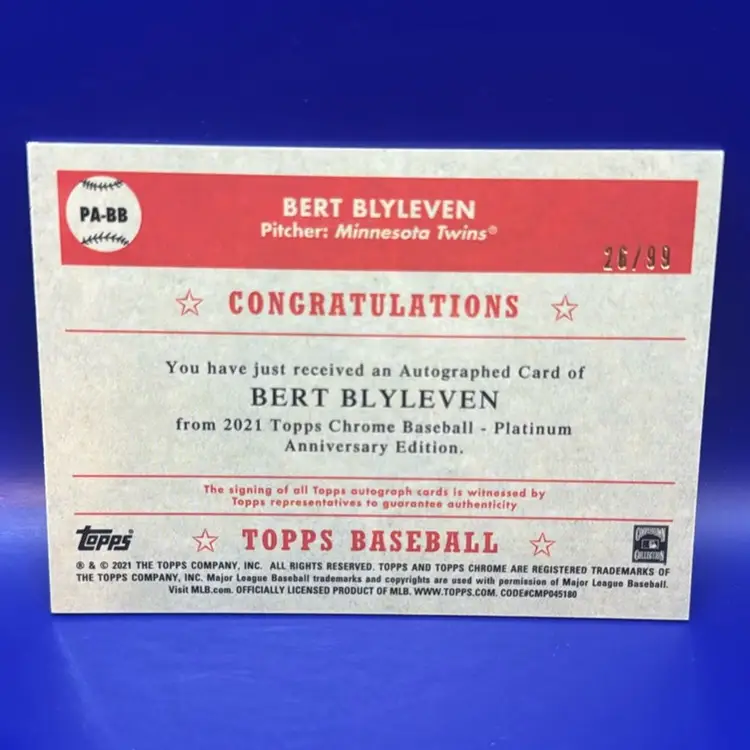 PA-BB
BERT BLYLEVEN
Pitcher: Minnesota Twins®
26/99
CONGRATULATIONS
You have just received an Autographed Card of
BERT BLYLEVEN
from 2021 Topps Chrome Baseball - Platinum
Anniversary Edition.
The signing of all Topps autograph cards is witnessed by
Topps representatives to guarantee authenticity
Topps®
TOPPS BASEBALL
® & © 2021 THE TOPPS COMPANY, INC. ALL RIGHTS RESERVED. TOPPS AND TOPPS CHROME ARE REGISTERED TRADEMARKS OF
THE TOPPS COMPANY, INC. Major League Baseball trademarks and copyrights are used with permission of Major League Baseball.
Visit MLB.com. OFFICIALLY LICENSED PRODUCT OF MLB. WWW.TOPPS.COM. CODE#CMP045180
COOPERSTOWN
COLLECTION